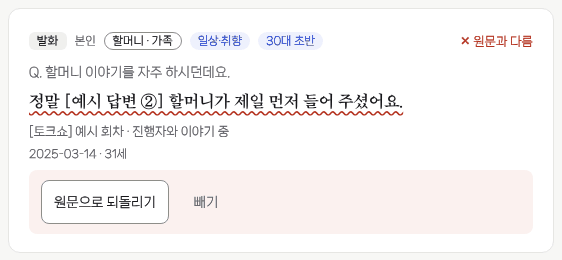 발화 본인 할머니 · 가족 일상·취향 30대 초반 × 원문과 다름
Q. 할머니 이야기를 자주 하시던데요.
정말 [예시 답변 ②] 할머니가 제일 먼저 들어 주셨어요.
[토크쇼] 예시 회차 · 진행자와 이야기 중
2025-03-14 · 31세
원문으로 되돌리기 빼기